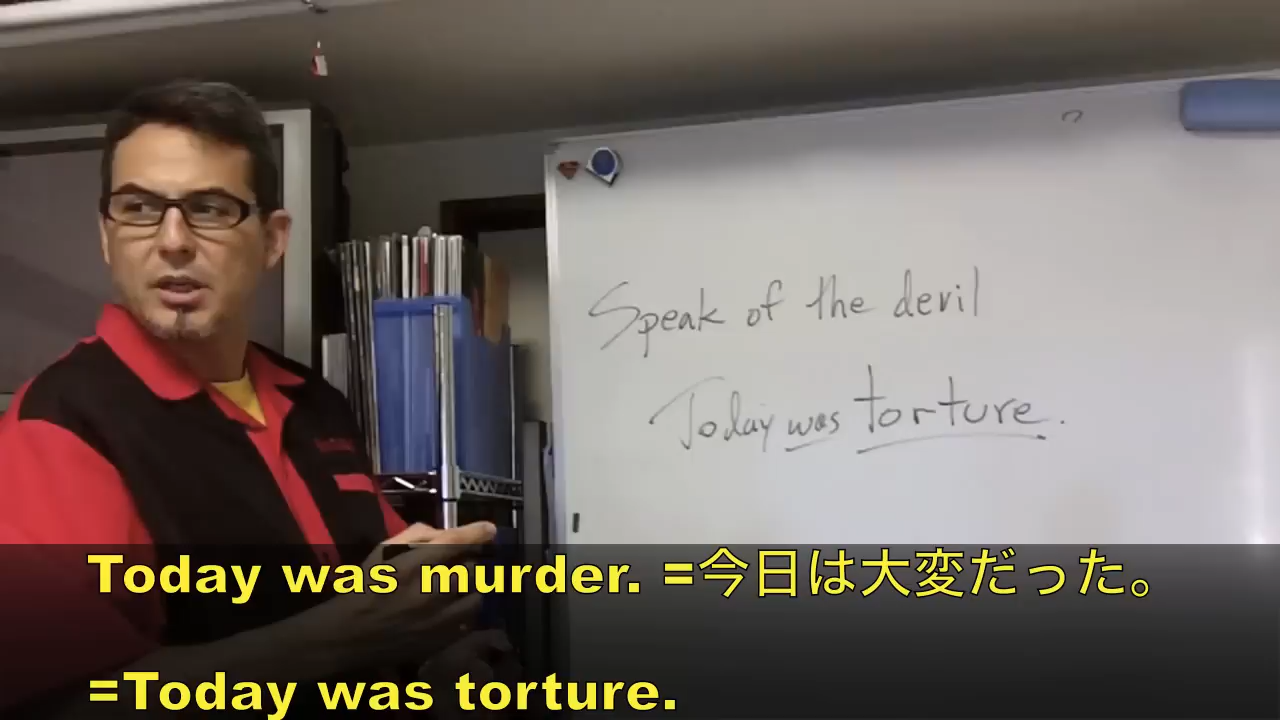 Speak of the devil
Today was torture.
Today was murder. =今日は大変だった。
=Today was torture.